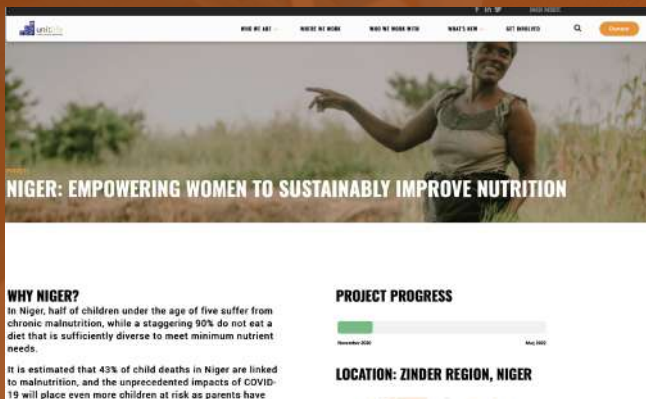 unitlife
WHO WE ARE
WHERE WE WORK
WHO WE WORK WITH
WHAT'S NEW
GET INVOLVED
Donate
NIGER: EMPOWERING WOMEN TO SUSTAINABLY IMPROVE NUTRITION
WHY NIGER?
In Niger, half of children under the age of five suffer from
chronic malnutrition, while a staggering 90% do not eat a
diet that is sufficiently diverse to meet minimum nutrient
needs.
It is estimated that 43% of child deaths in Niger are linked
to malnutrition, and the unprecedented impacts of COVID-
19 will place even more children at risk as parents have
PROJECT PROGRESS
November 2020
May 2022
LOCATION: ZINDER REGION, NIGER